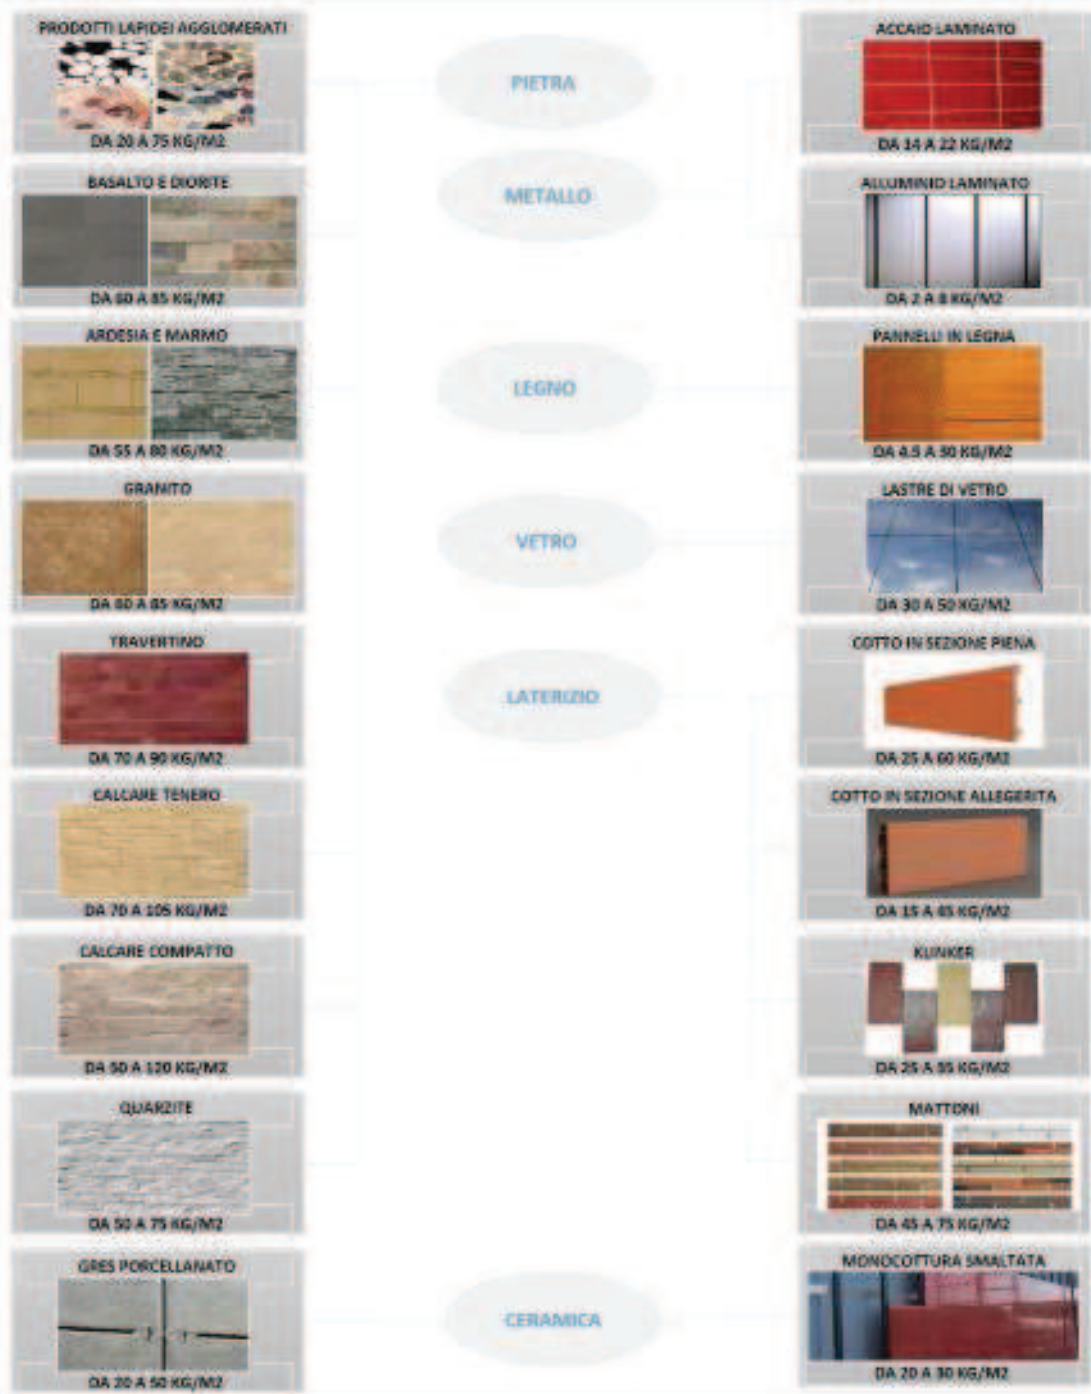 PRODOTTI LAPIDEI AGGLOMERATI
DA 20 A 75 KG/M2
BASALTO E DIORITE
DA 60 A 85 KG/M2
ARDESIA E MARMO
DA 55 A 80 KG/M2
GRANITO
DA 60 A 85 KG/M2
TRAVERTINO
DA 70 A 90 KG/M2
CALCARE TENERO
DA 70 A 105 KG/M2
CALCARE COMPATTO
DA 50 A 120 KG/M2
QUARZITE
DA 50 A 75 KG/M2
GRES PORCELLANATO
DA 20 A 50 KG/M2
PIETRA
METALLO
LEGNO
VETRO
LATERIZIO
CERAMICA
ACCAIO LAMINATO
DA 14 A 22 KG/M2
ALLUMINIO LAMINATO
DA 2 A 8 KG/M2
PANNELLI IN LEGNA
DA 4.5 A 30 KG/M2
LASTRE DI VETRO
DA 30 A 50 KG/M2
COTTO IN SEZIONE PIENA
DA 25 A 60 KG/M2
COTTO IN SEZIONE ALLEGERITA
DA 15 A 65 KG/M2
KLINKER
DA 25 A 55 KG/M2
MATTONI
DA 45 A 75 KG/M2
MONOCOTTURA SMALTATA
DA 20 A 30 KG/M2